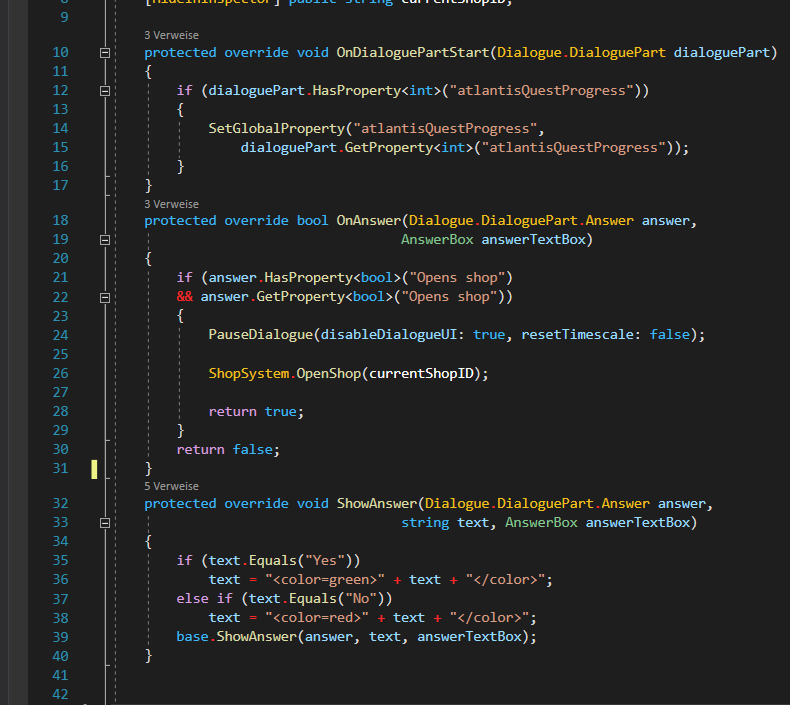 8 [HideInInspector] public string currentShopID;
9
3 Verweise
10 protected override void OnDialoguePartStart(Dialogue.DialoguePart dialoguePart)
11 {
12 if (dialoguePart.HasProperty<int>("atlantisQuestProgress"))
13 {
14 SetGlobalProperty("atlantisQuestProgress",
15 dialoguePart.GetProperty<int>("atlantisQuestProgress"));
16 }
17 }
3 Verweise
18 protected override bool OnAnswer(Dialogue.DialoguePart.Answer answer,
19 AnswerBox answerTextBox)
20 {
21 if (answer.HasProperty<bool>("Opens shop")
22 && answer.GetProperty<bool>("Opens shop"))
23 {
24 PauseDialogue(disableDialogueUI: true, resetTimescale: false);
25
26 ShopSystem.OpenShop(currentShopID);
27
28 return true;
29 }
30 return false;
31 }
5 Verweise
32 protected override void ShowAnswer(Dialogue.DialoguePart.Answer answer,
33 string text, AnswerBox answerTextBox)
34 {
35 if (text.Equals("Yes"))
36 text = "<color=green>" + text + "</color>";
37 else if (text.Equals("No"))
38 text = "<color=red>" + text + "</color>";
39 base.ShowAnswer(answer, text, answerTextBox);
40 }
41
42